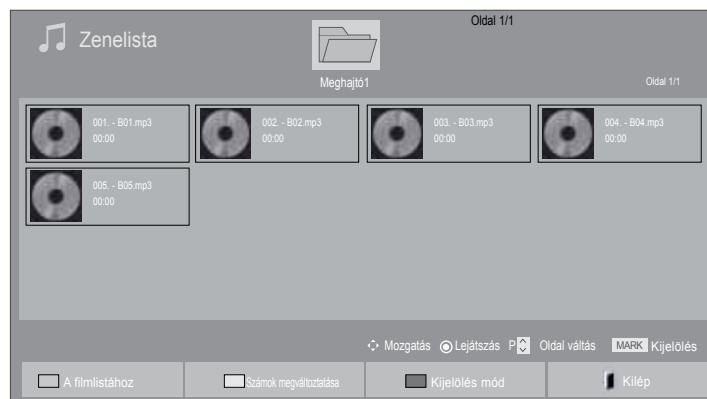 Oldal 1/1
Zenelista
Meghajtó1
Oldal 1/1
001. - B01.mp3
00:00
002. - B02.mp3
00:00
003. - B03.mp3
00:00
004. - B04.mp3
00:00
005. - B05.mp3
00:00
Mozgatás Lejátszás P Oldal váltás MARK Kijelölés
A filmlistához Számok megváltoztatása Kijelölés mód Kilép